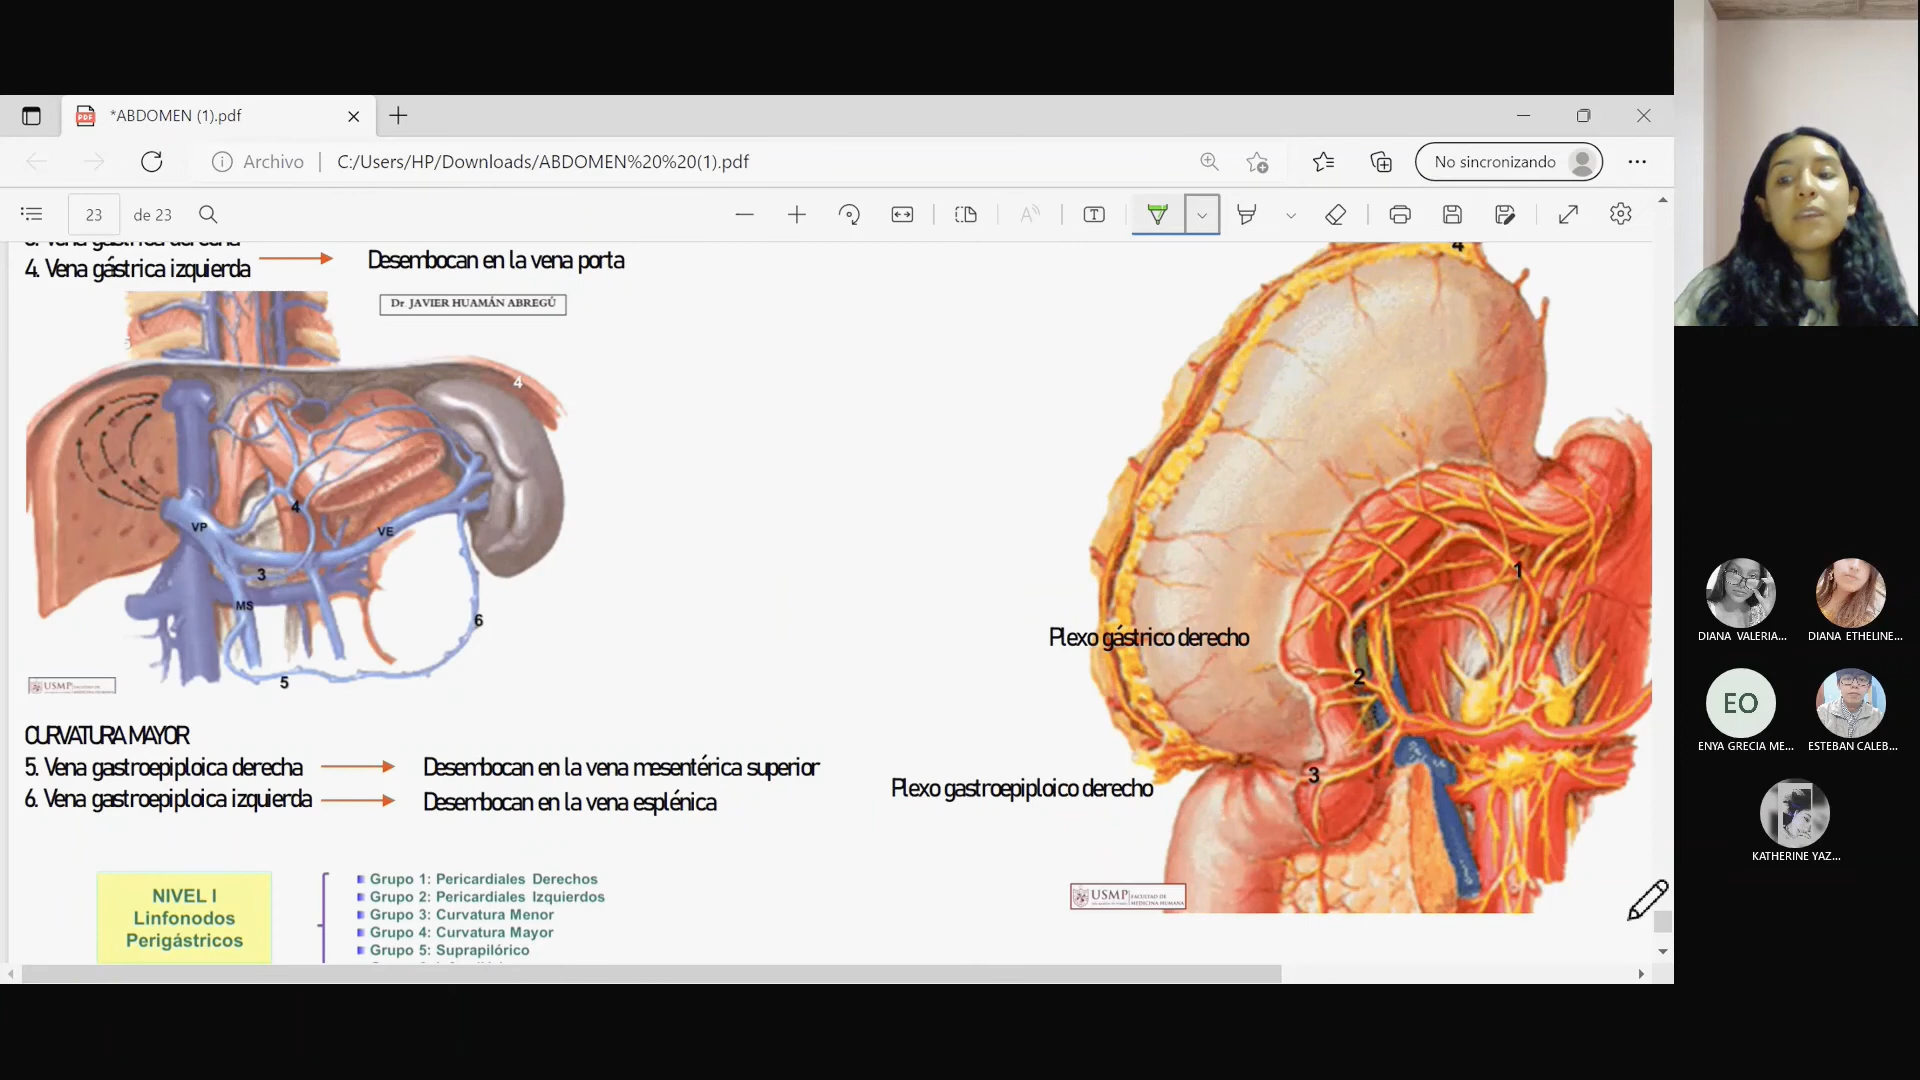 *ABDOMEN (1).pdf
Archivo
C:/Users/HP/Downloads/ABDOMEN%20%20(1).pdf
No sincronizando
23 de 23
4. Vena gástrica izquierda
Desembocan en la vena porta
Dr JAVIER HUAMÁN ABREGÚ
4
4
4
VP
VE
3
MS
6
5
USMP
1
Plexo gástrico derecho
2
CURVATURA MAYOR
5. Vena gastroepiploica derecha
Desembocan en la vena mesentérica superior
6. Vena gastroepiploica izquierda
Desembocan en la vena esplénica
3
Plexo gastroepiploico derecho
USMP FACULTAD DE MEDICINA HUMANA
NIVEL I
Linfonodos
Perigástricos
Grupo 1: Pericardiales Derechos
Grupo 2: Pericardiales Izquierdos
Grupo 3: Curvatura Menor
Grupo 4: Curvatura Mayor
Grupo 5: Suprapilórico
DIANA VALERIA...
DIANA ETHELINE...
EO
ENYA GRECIA ME...
ESTEBAN CALEB...
KATHERINE YAZ...